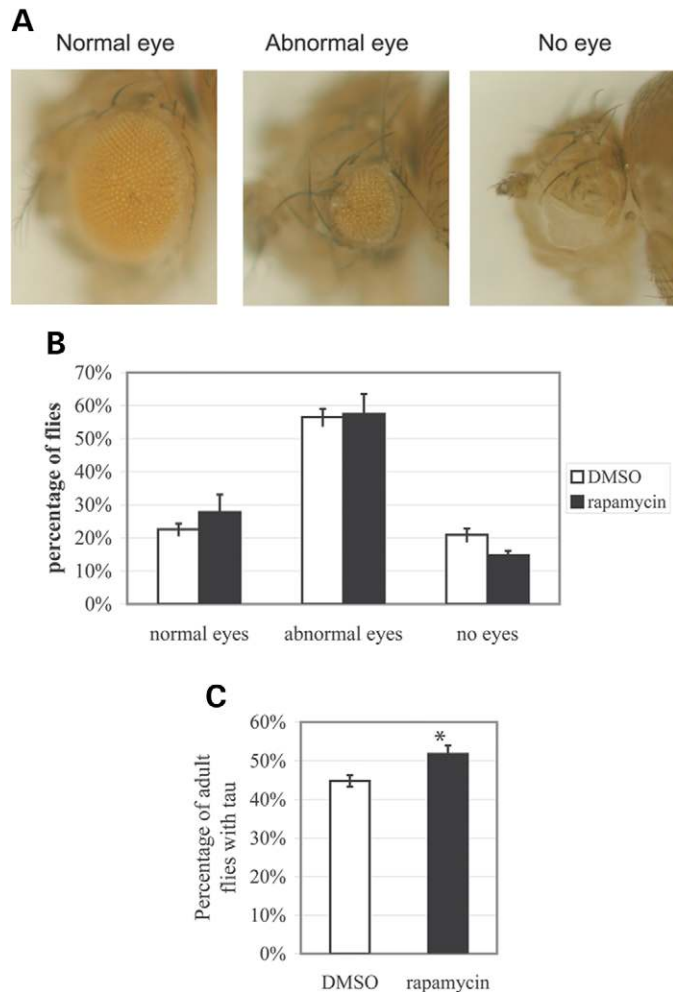 A
Normal eye
Abnormal eye
No eye
B
percentage of flies
70%
60%
50%
40%
30%
20%
10%
0%
normal eyes
abnormal eyes
no eyes
DMSO
rapamycin
C
Percentage of adult
flies with tau
60%
50%
40%
30%
20%
10%
0%
*
DMSO
rapamycin